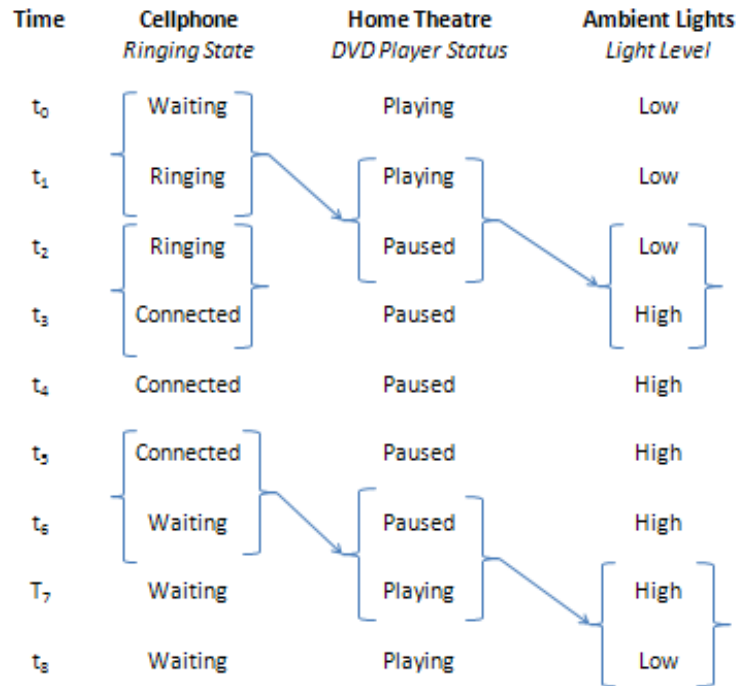 Time Cellphone Home Theatre Ambient Lights
Ringing State DVD Player Status Light Level
t₀ Waiting Playing Low
t₁ Ringing Playing Low
t₂ Ringing Paused Low
t₃ Connected Paused High
t₄ Connected Paused High
t₅ Connected Paused High
t₆ Waiting Paused High
T₇ Waiting Playing High
t₈ Waiting Playing Low